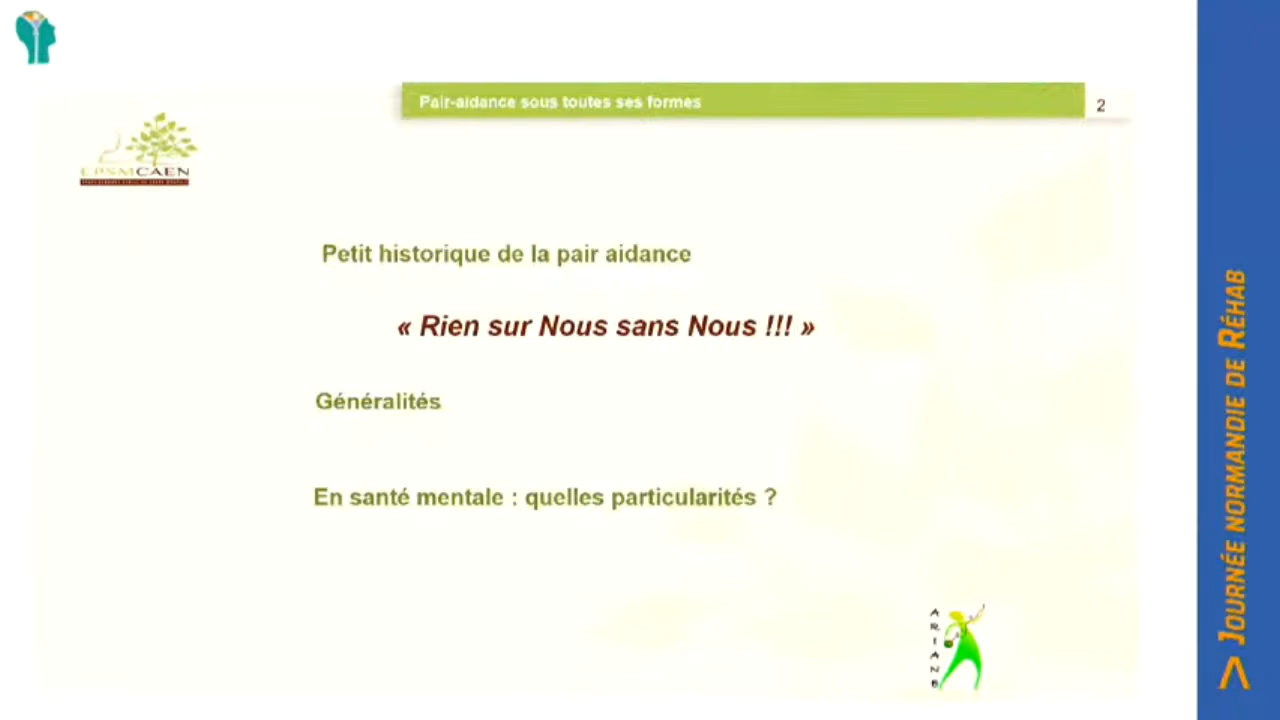 Pair-aidance sous toutes ses formes
2
EPSMCAEN
Petit historique de la pair aidance
« Rien sur Nous sans Nous !!! »
Généralités
En santé mentale : quelles particularités ?
ARIANE
> JOURNÉE NORMANDIE DE RÉHAB